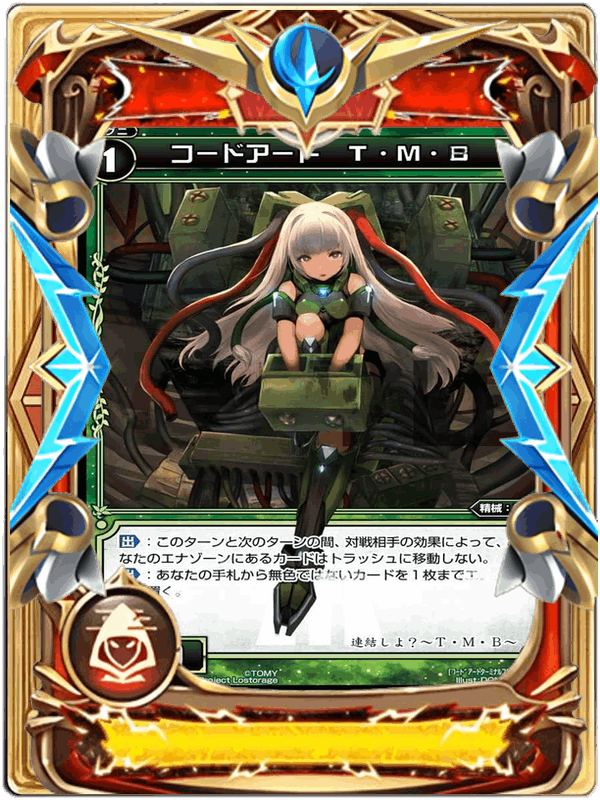 1 コードアート T・M・B
精械：
出：このターンと次のターンの間、対戦相手の効果によって、
なたのエナゾーンにあるカードはトラッシュに移動しない。
：あなたの手札から無色ではないカードを１枚まで
く。
連結しよ？～T・M・B～
©TOMY
Project Lostorage
Illust: